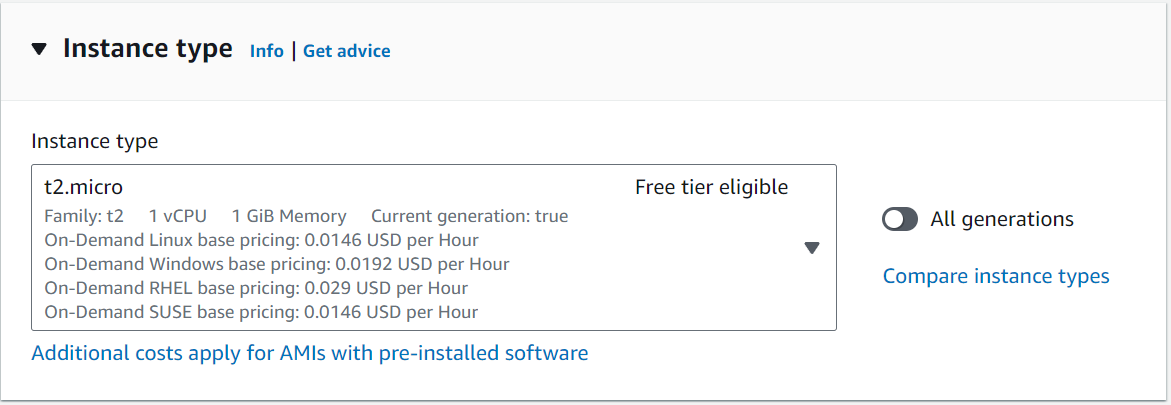 Instance type Info | Get advice
Instance type
t2.micro Free tier eligible
Family: t2 1 vCPU 1 GiB Memory Current generation: true
On-Demand Linux base pricing: 0.0146 USD per Hour
On-Demand Windows base pricing: 0.0192 USD per Hour
On-Demand RHEL base pricing: 0.029 USD per Hour
On-Demand SUSE base pricing: 0.0146 USD per Hour
All generations
Compare instance types
Additional costs apply for AMIs with pre-installed software